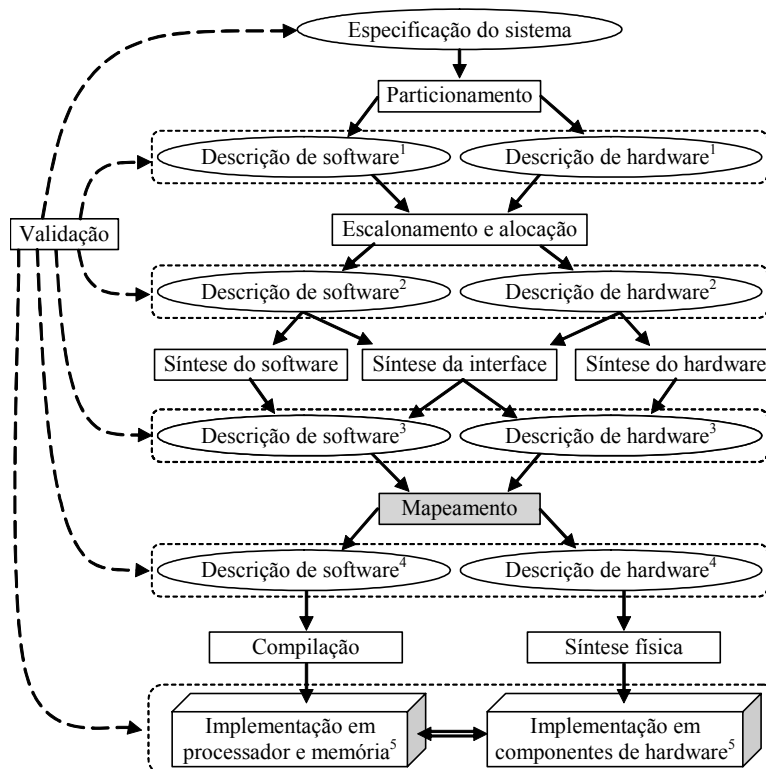 Especificação do sistema
Particionamento
Descrição de software¹
Descrição de hardware¹
Validação
Escalonamento e alocação
Descrição de software²
Descrição de hardware²
Síntese do software
Síntese da interface
Síntese do hardware
Descrição de software³
Descrição de hardware³
Mapeamento
Descrição de software⁴
Descrição de hardware⁴
Compilação
Síntese física
Implementação em
processador e memória⁵
Implementação em
componentes de hardware⁵